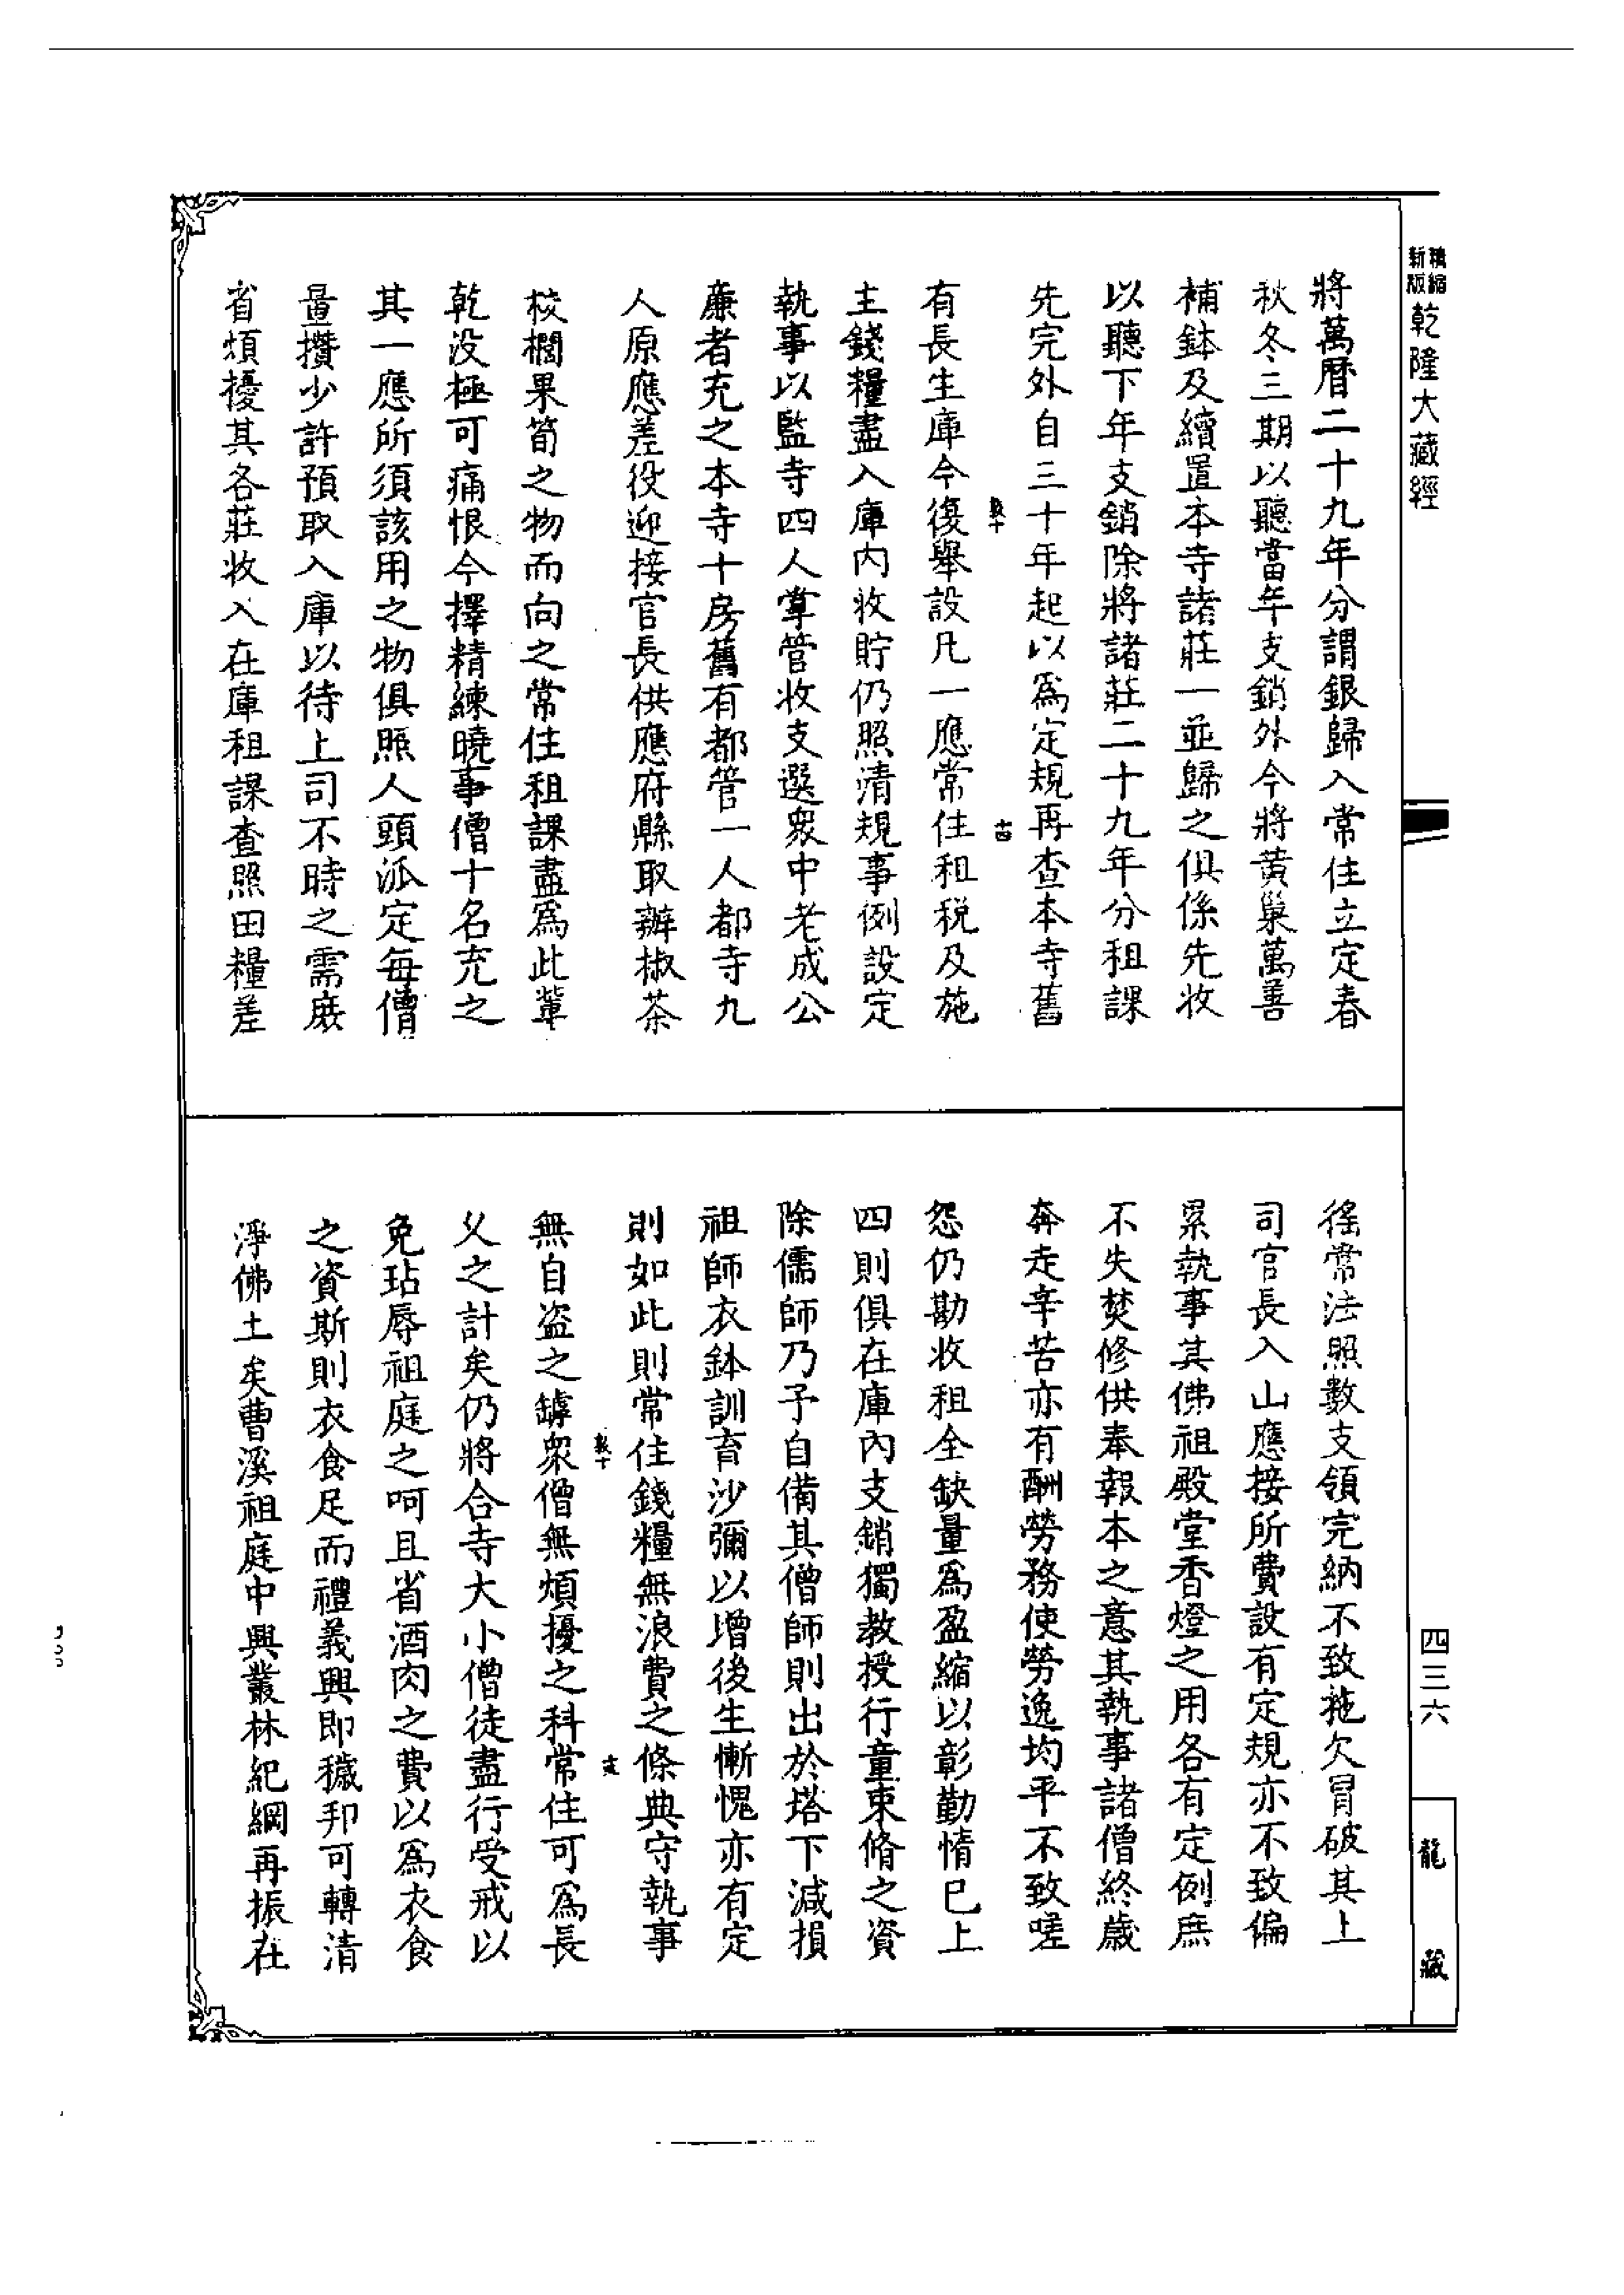 精縮新版乾隆大藏經
將萬曆二十九年分謂銀歸入常住立定春
秋冬三期以聽當年支銷外今將黃巢萬善
補鉢及續置本寺諸莊一並歸之俱係先收
以聽下年支銷除將諸莊二十九年分租課
先完外自三十年起以爲定規再查本寺舊
有長生庫今復舉設凡一應常住租稅及施
主錢糧盡入庫內收貯仍照清規事例設定
執事以監寺四人掌管收支選衆中老成公
廉者充之本寺十房舊有都管一人都寺九
人原應差役迎接官長供應府縣取辦椒茶
棱欄果筍之物而向之常住租課盡爲此輩
乾没極可痛恨今擇精練曉事僧十名充之
其一應所須該用之物俱照人頭派定每僧
量攢少許預取入庫以待上司不時之需庶
省煩擾其各莊收入在庫租課查照田糧差
徭常法照數支領完納不致拖欠冒破其上
司官長入山應接所費設有定規亦不致偏
累執事其佛祖殿堂香燈之用各有定例庶
不失焚修供奉報本之意其執事諸僧終歲
奔走辛苦亦有酬勞務使勞逸均平不致嗟
怨仍勘收租全缺量爲盈縮以彰勤惰巳上
四則俱在庫內支銷獨教授行童束脩之資
除儒師乃予自備其僧師則出於塔下減損
祖師衣鉢訓育沙彌以增後生慚愧亦有定
則如此則常住錢糧無浪費之條典守執事
無自盜之罅衆僧無煩擾之科常住可爲長
乂之計矣仍將合寺大小僧徒盡行受戒以
免玷辱祖庭之呵且省酒肉之費以爲衣食
之資斯則衣食足而禮義興即穢邦可轉清
淨佛土矣曹溪祖庭中興叢林紀綱再振在
四三六
龍藏